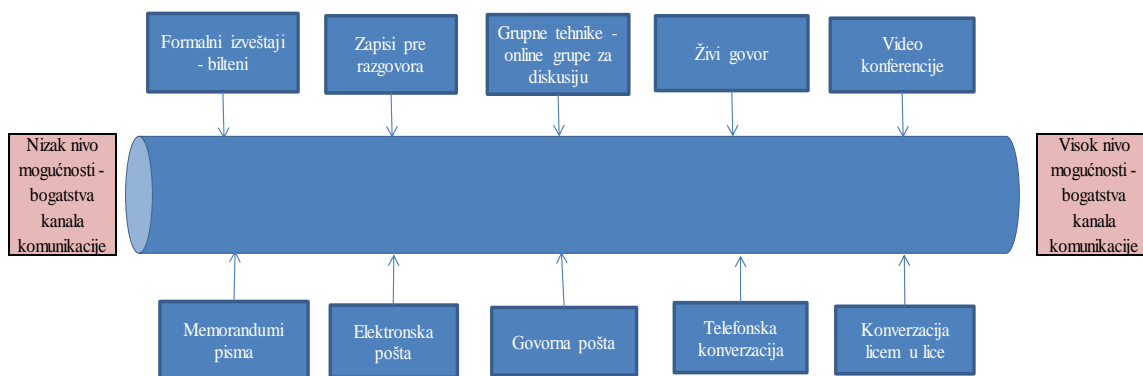 Formalni izveštaji
- bilteni
Zapisi pre
razgovora
Grupne tehnike -
online grupe za
diskusiju
Živi govor
Video
konferencije
Nizak nivo
mogućnosti -
bogatstva
kanala
komunikacije
Visok nivo
mogućnosti -
bogatstva
kanala
komunikacije
Memorandumi
pisma
Elektronska
pošta
Govorna pošta
Telefonska
konverzacija
Konverzacija
licem u lice